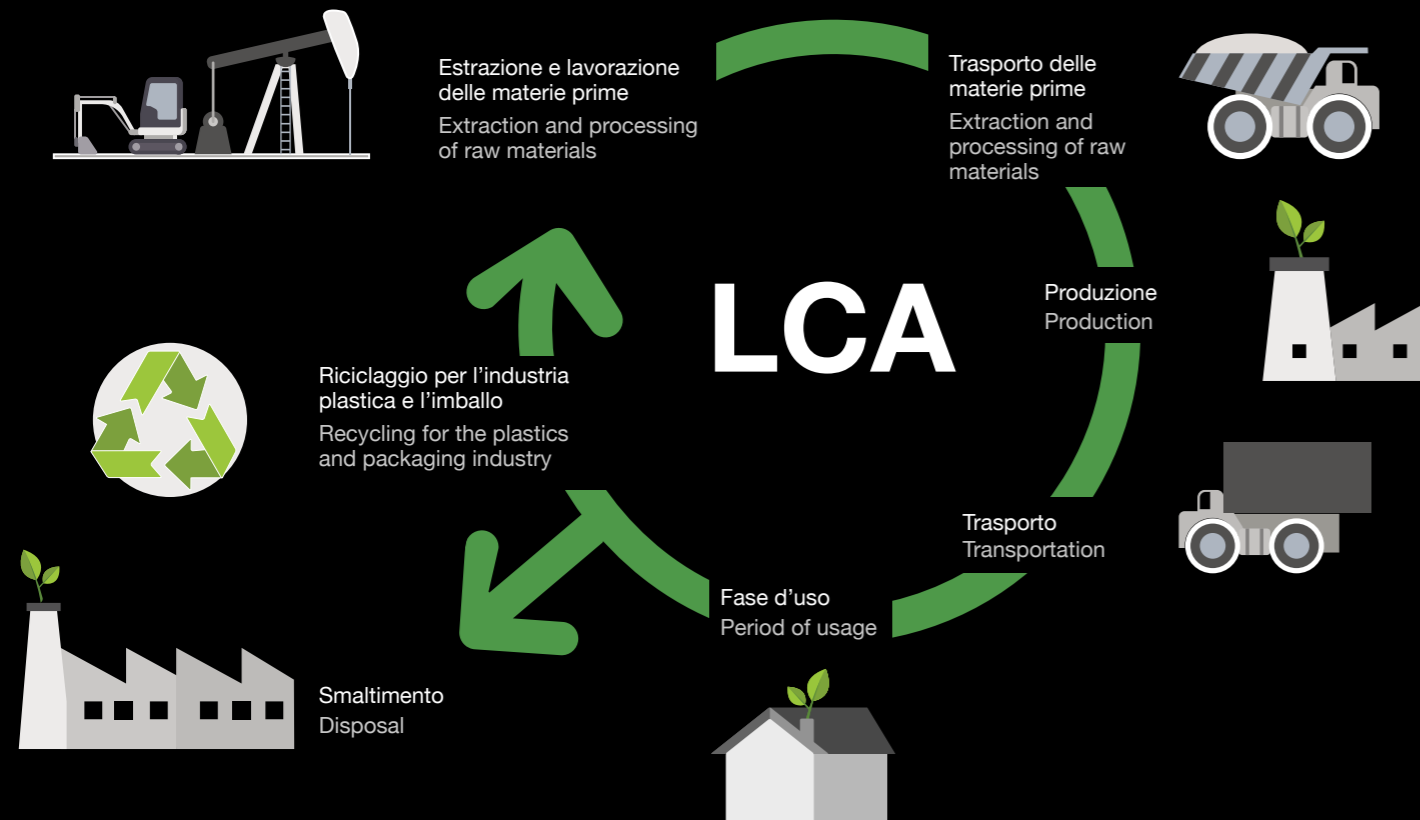 Estrazione e lavorazione
delle materie prime
Extraction and processing
of raw materials
Trasporto delle
materie prime
Extraction and
processing of raw
materials
LCA
Produzione
Production
Riciclaggio per l’industria
plastica e l’imballo
Recycling for the plastics
and packaging industry
Trasporto
Transportation
Fase d’uso
Period of usage
Smaltimento
Disposal